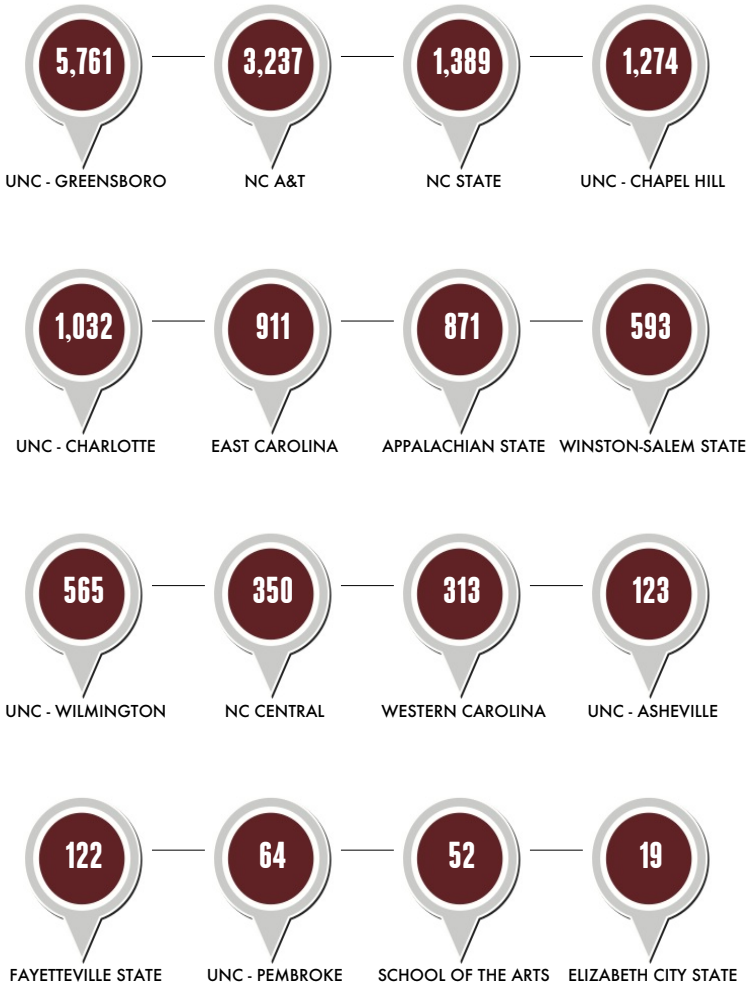 5,761
3,237
1,389
1,274
UNC - GREENSBORO
NC A&T
NC STATE
UNC - CHAPEL HILL
1,032
911
871
593
UNC - CHARLOTTE
EAST CAROLINA
APPALACHIAN STATE
WINSTON-SALEM STATE
565
350
313
123
UNC - WILMINGTON
NC CENTRAL
WESTERN CAROLINA
UNC - ASHEVILLE
122
64
52
19
FAYETTEVILLE STATE
UNC - PEMBROKE
SCHOOL OF THE ARTS
ELIZABETH CITY STATE